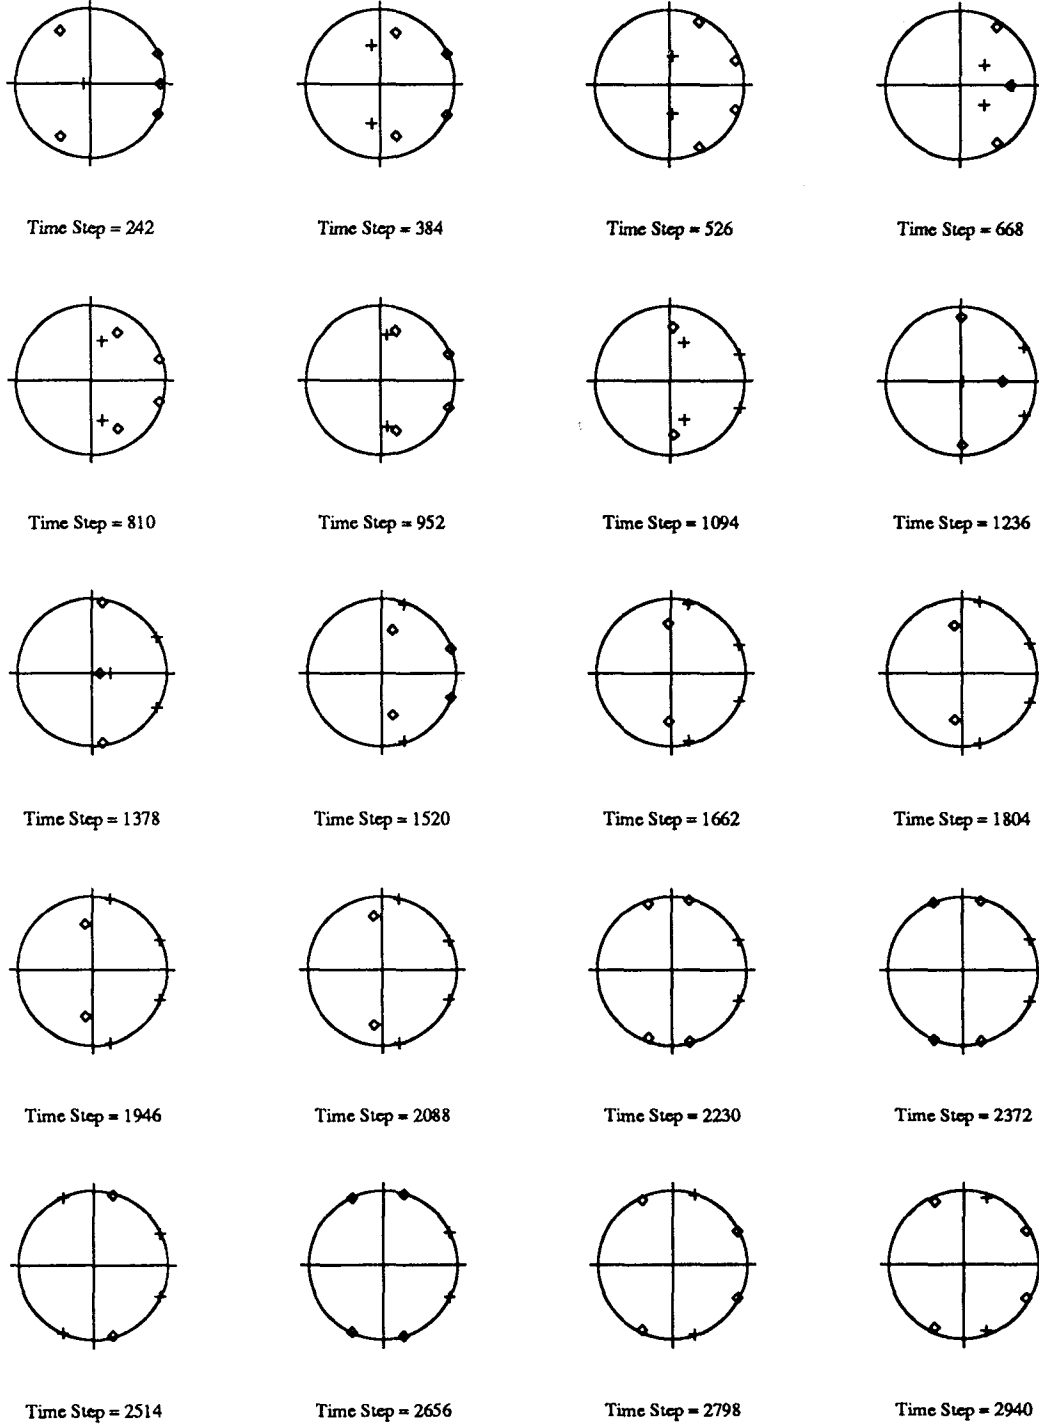 Time Step = 242
Time Step = 384
Time Step = 526
Time Step = 668
Time Step = 810
Time Step = 952
Time Step = 1094
Time Step = 1236
Time Step = 1378
Time Step = 1520
Time Step = 1662
Time Step = 1804
Time Step = 1946
Time Step = 2088
Time Step = 2230
Time Step = 2372
Time Step = 2514
Time Step = 2656
Time Step = 2798
Time Step = 2940